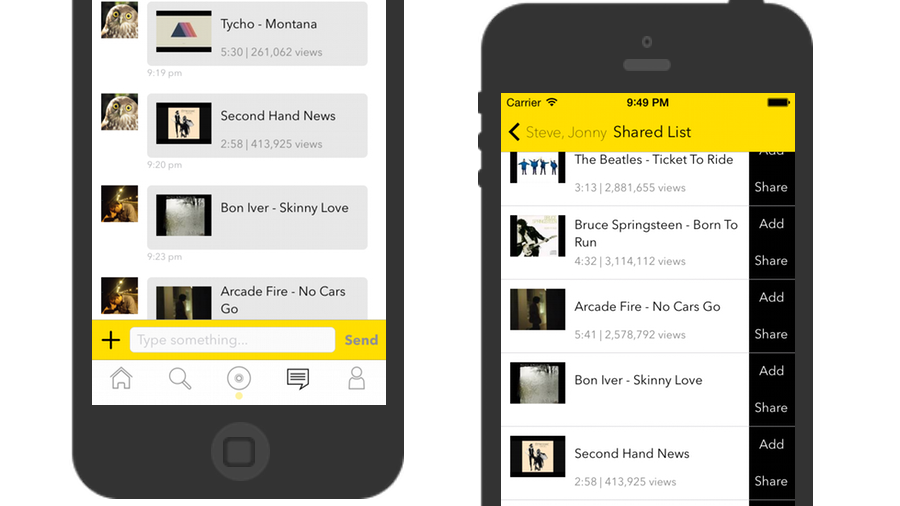 Tycho - Montana
5:30 | 261,062 views
9:19 pm
Second Hand News
2:58 | 413,925 views
9:20 pm
Bon Iver - Skinny Love
9:23 pm
Arcade Fire - No Cars
Go
Type something...
Send
Carrier
9:49 PM
Steve, Jonny Shared List
The Beatles - Ticket To Ride
3:13 | 2,881,655 views
Add
Share
Bruce Springsteen - Born To
Run
4:32 | 3,114,112 views
Add
Share
Arcade Fire - No Cars Go
5:41 | 2,578,792 views
Add
Share
Bon Iver - Skinny Love
Add
Share
Second Hand News
2:58 | 413,925 views
Add
Share